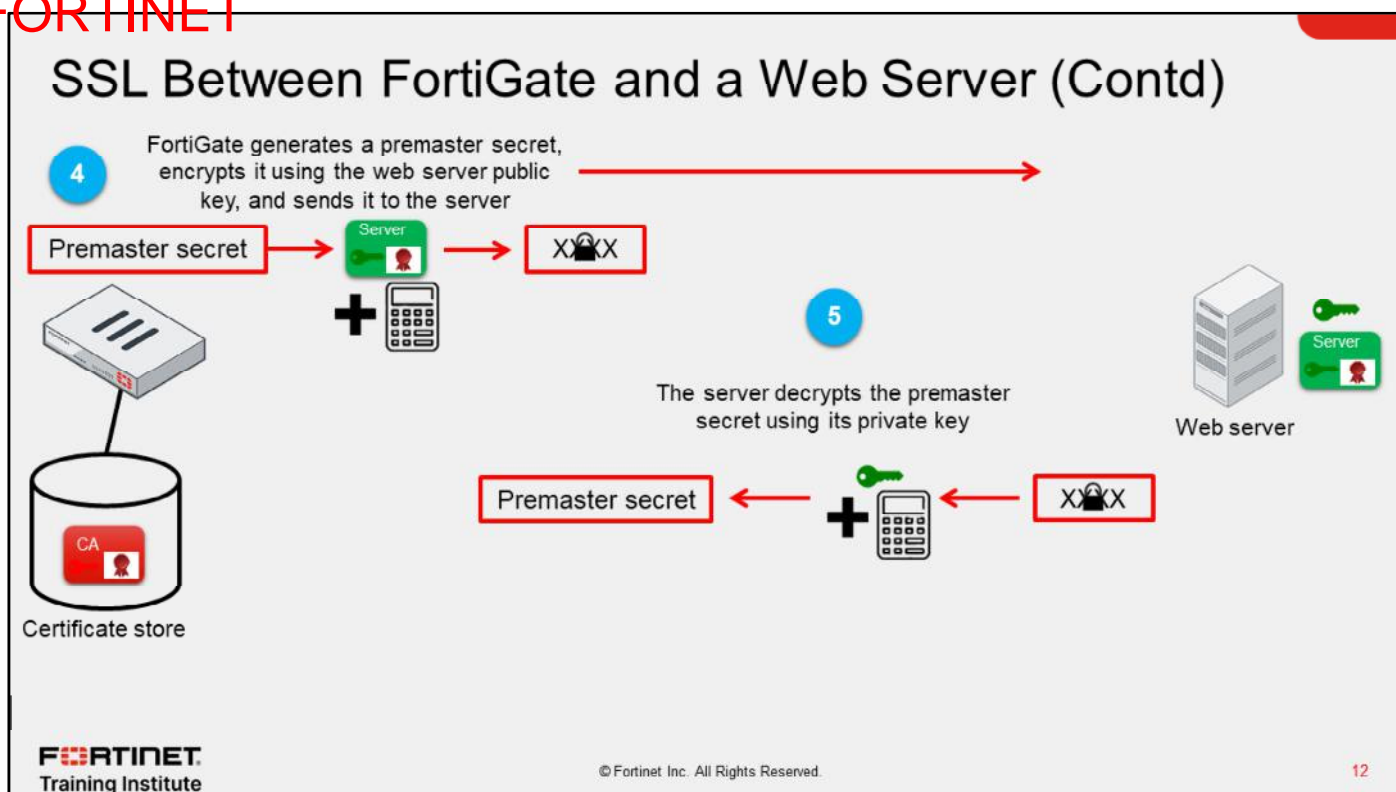 FORTINET
SSL Between FortiGate and a Web Server (Contd)
4
FortiGate generates a premaster secret,
encrypts it using the web server public
key, and sends it to the server
Premaster secret
Server
XXXX
5
The server decrypts the premaster
secret using its private key
Server
Web server
Premaster secret
XXXX
CA
Certificate store
FORTINET
Training Institute
© Fortinet Inc. All Rights Reserved.
12